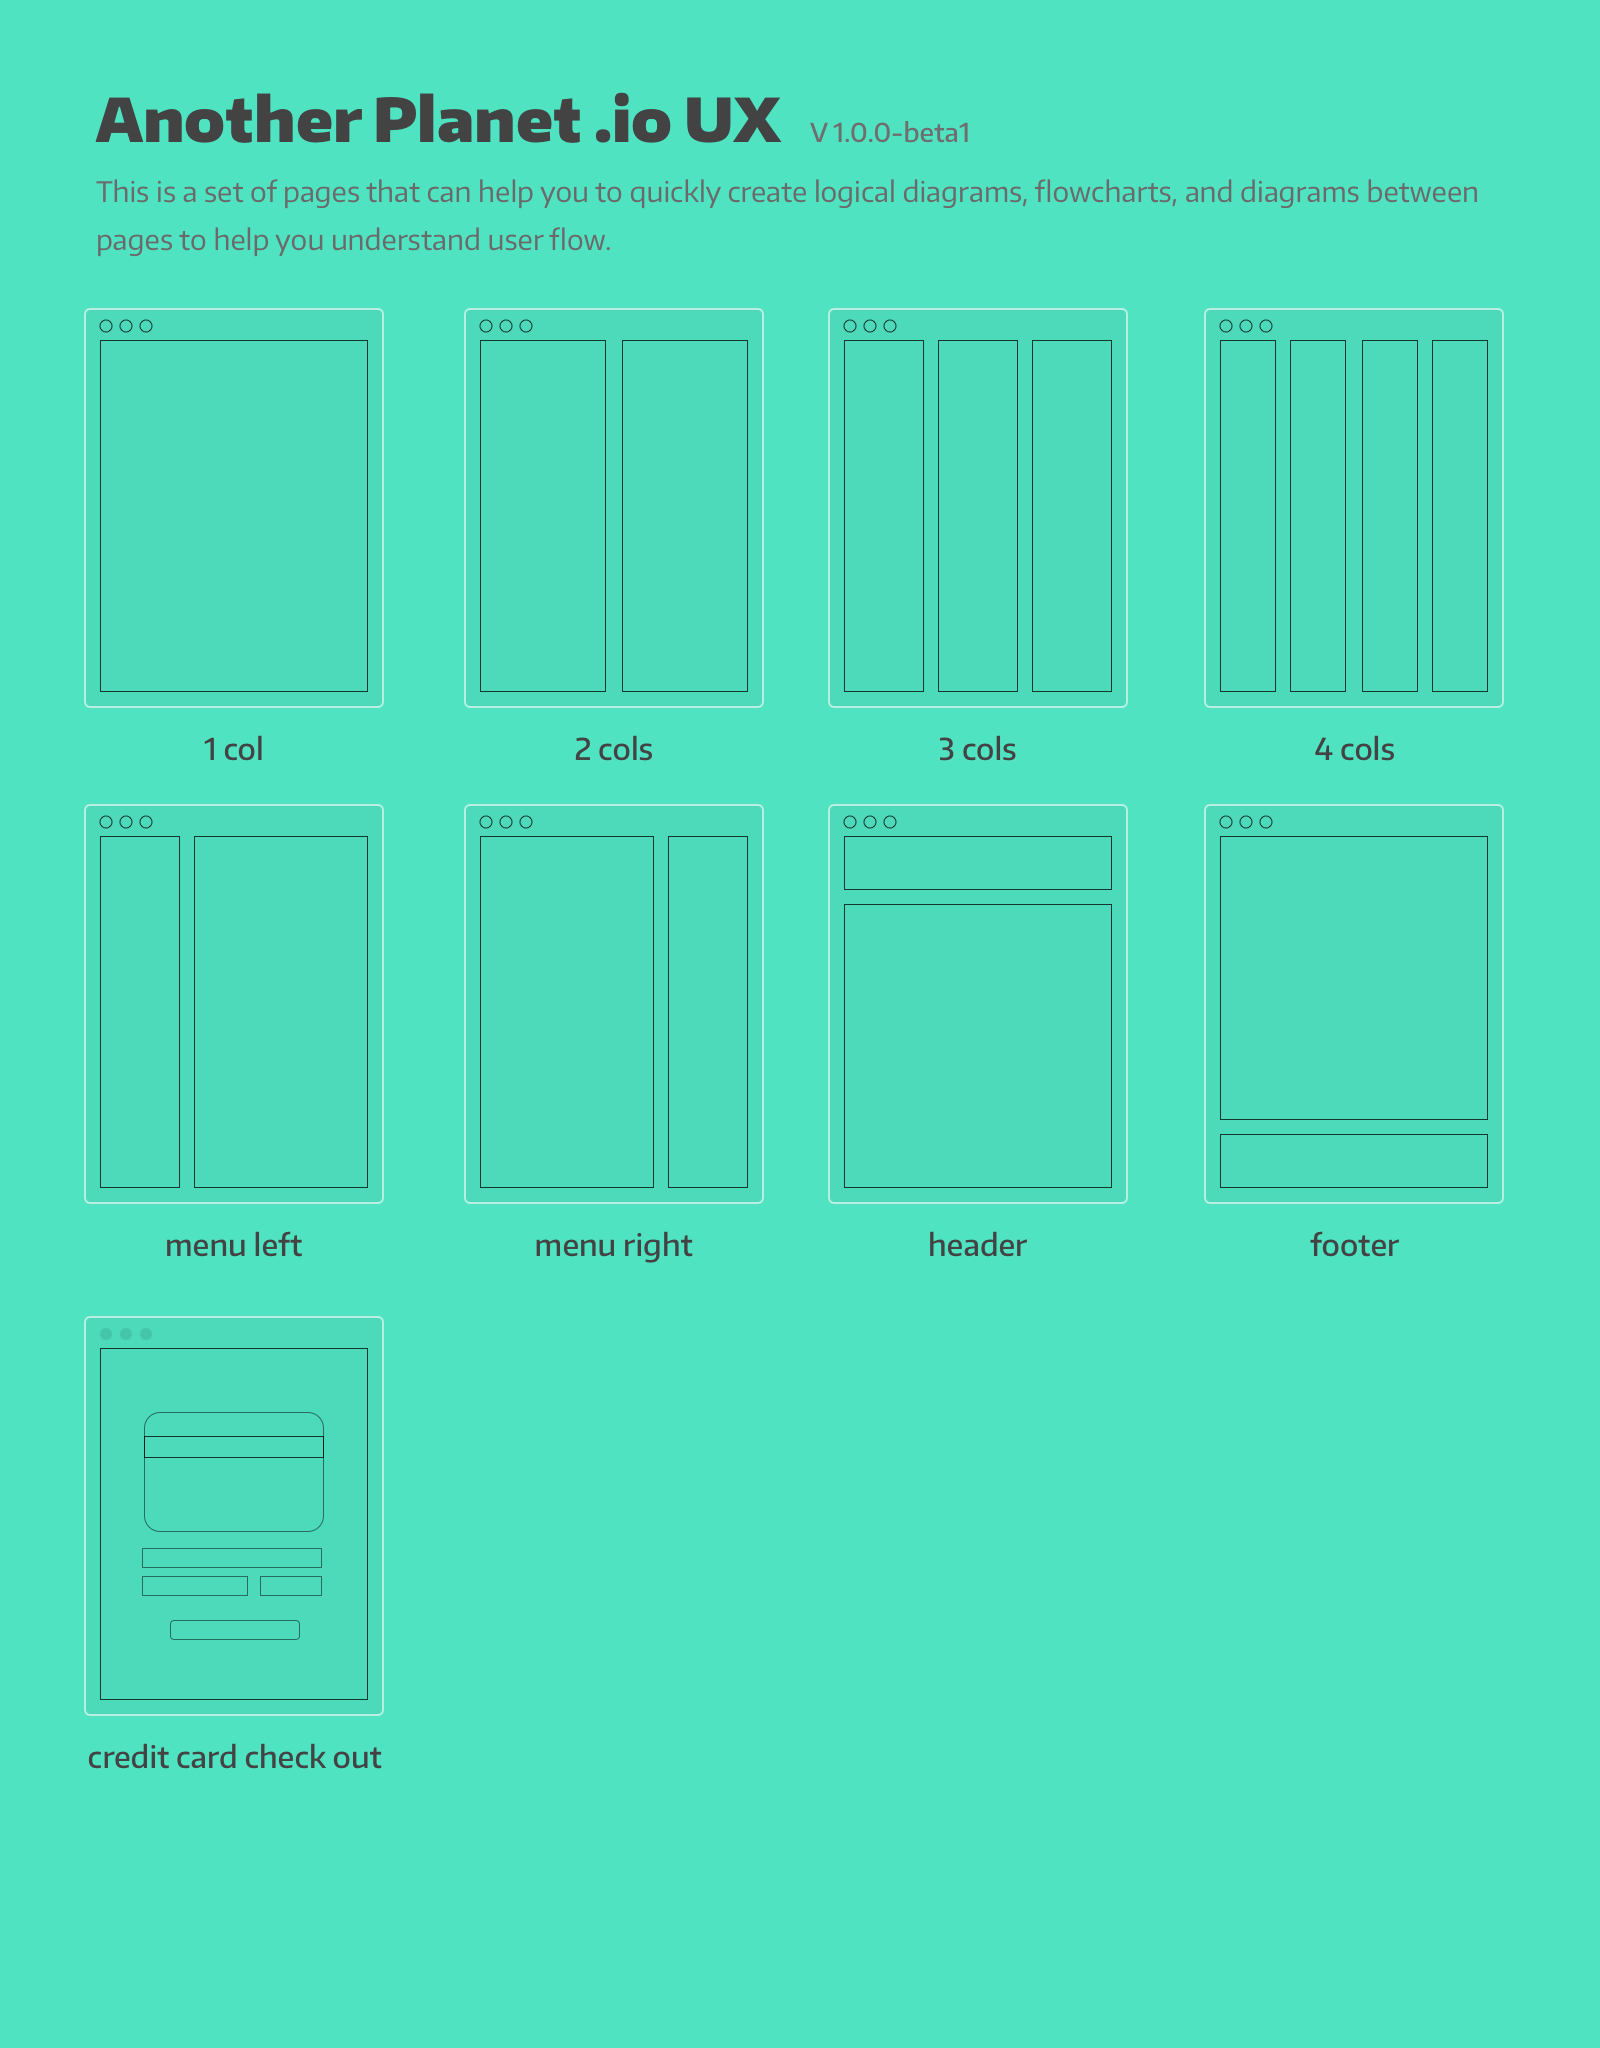 Another Planet .io UX V 1.0.0-beta1
This is a set of pages that can help you to quickly create logical diagrams, flowcharts, and diagrams between
pages to help you understand user flow.
1 col
2 cols
3 cols
4 cols
menu left
menu right
header
footer
credit card check out